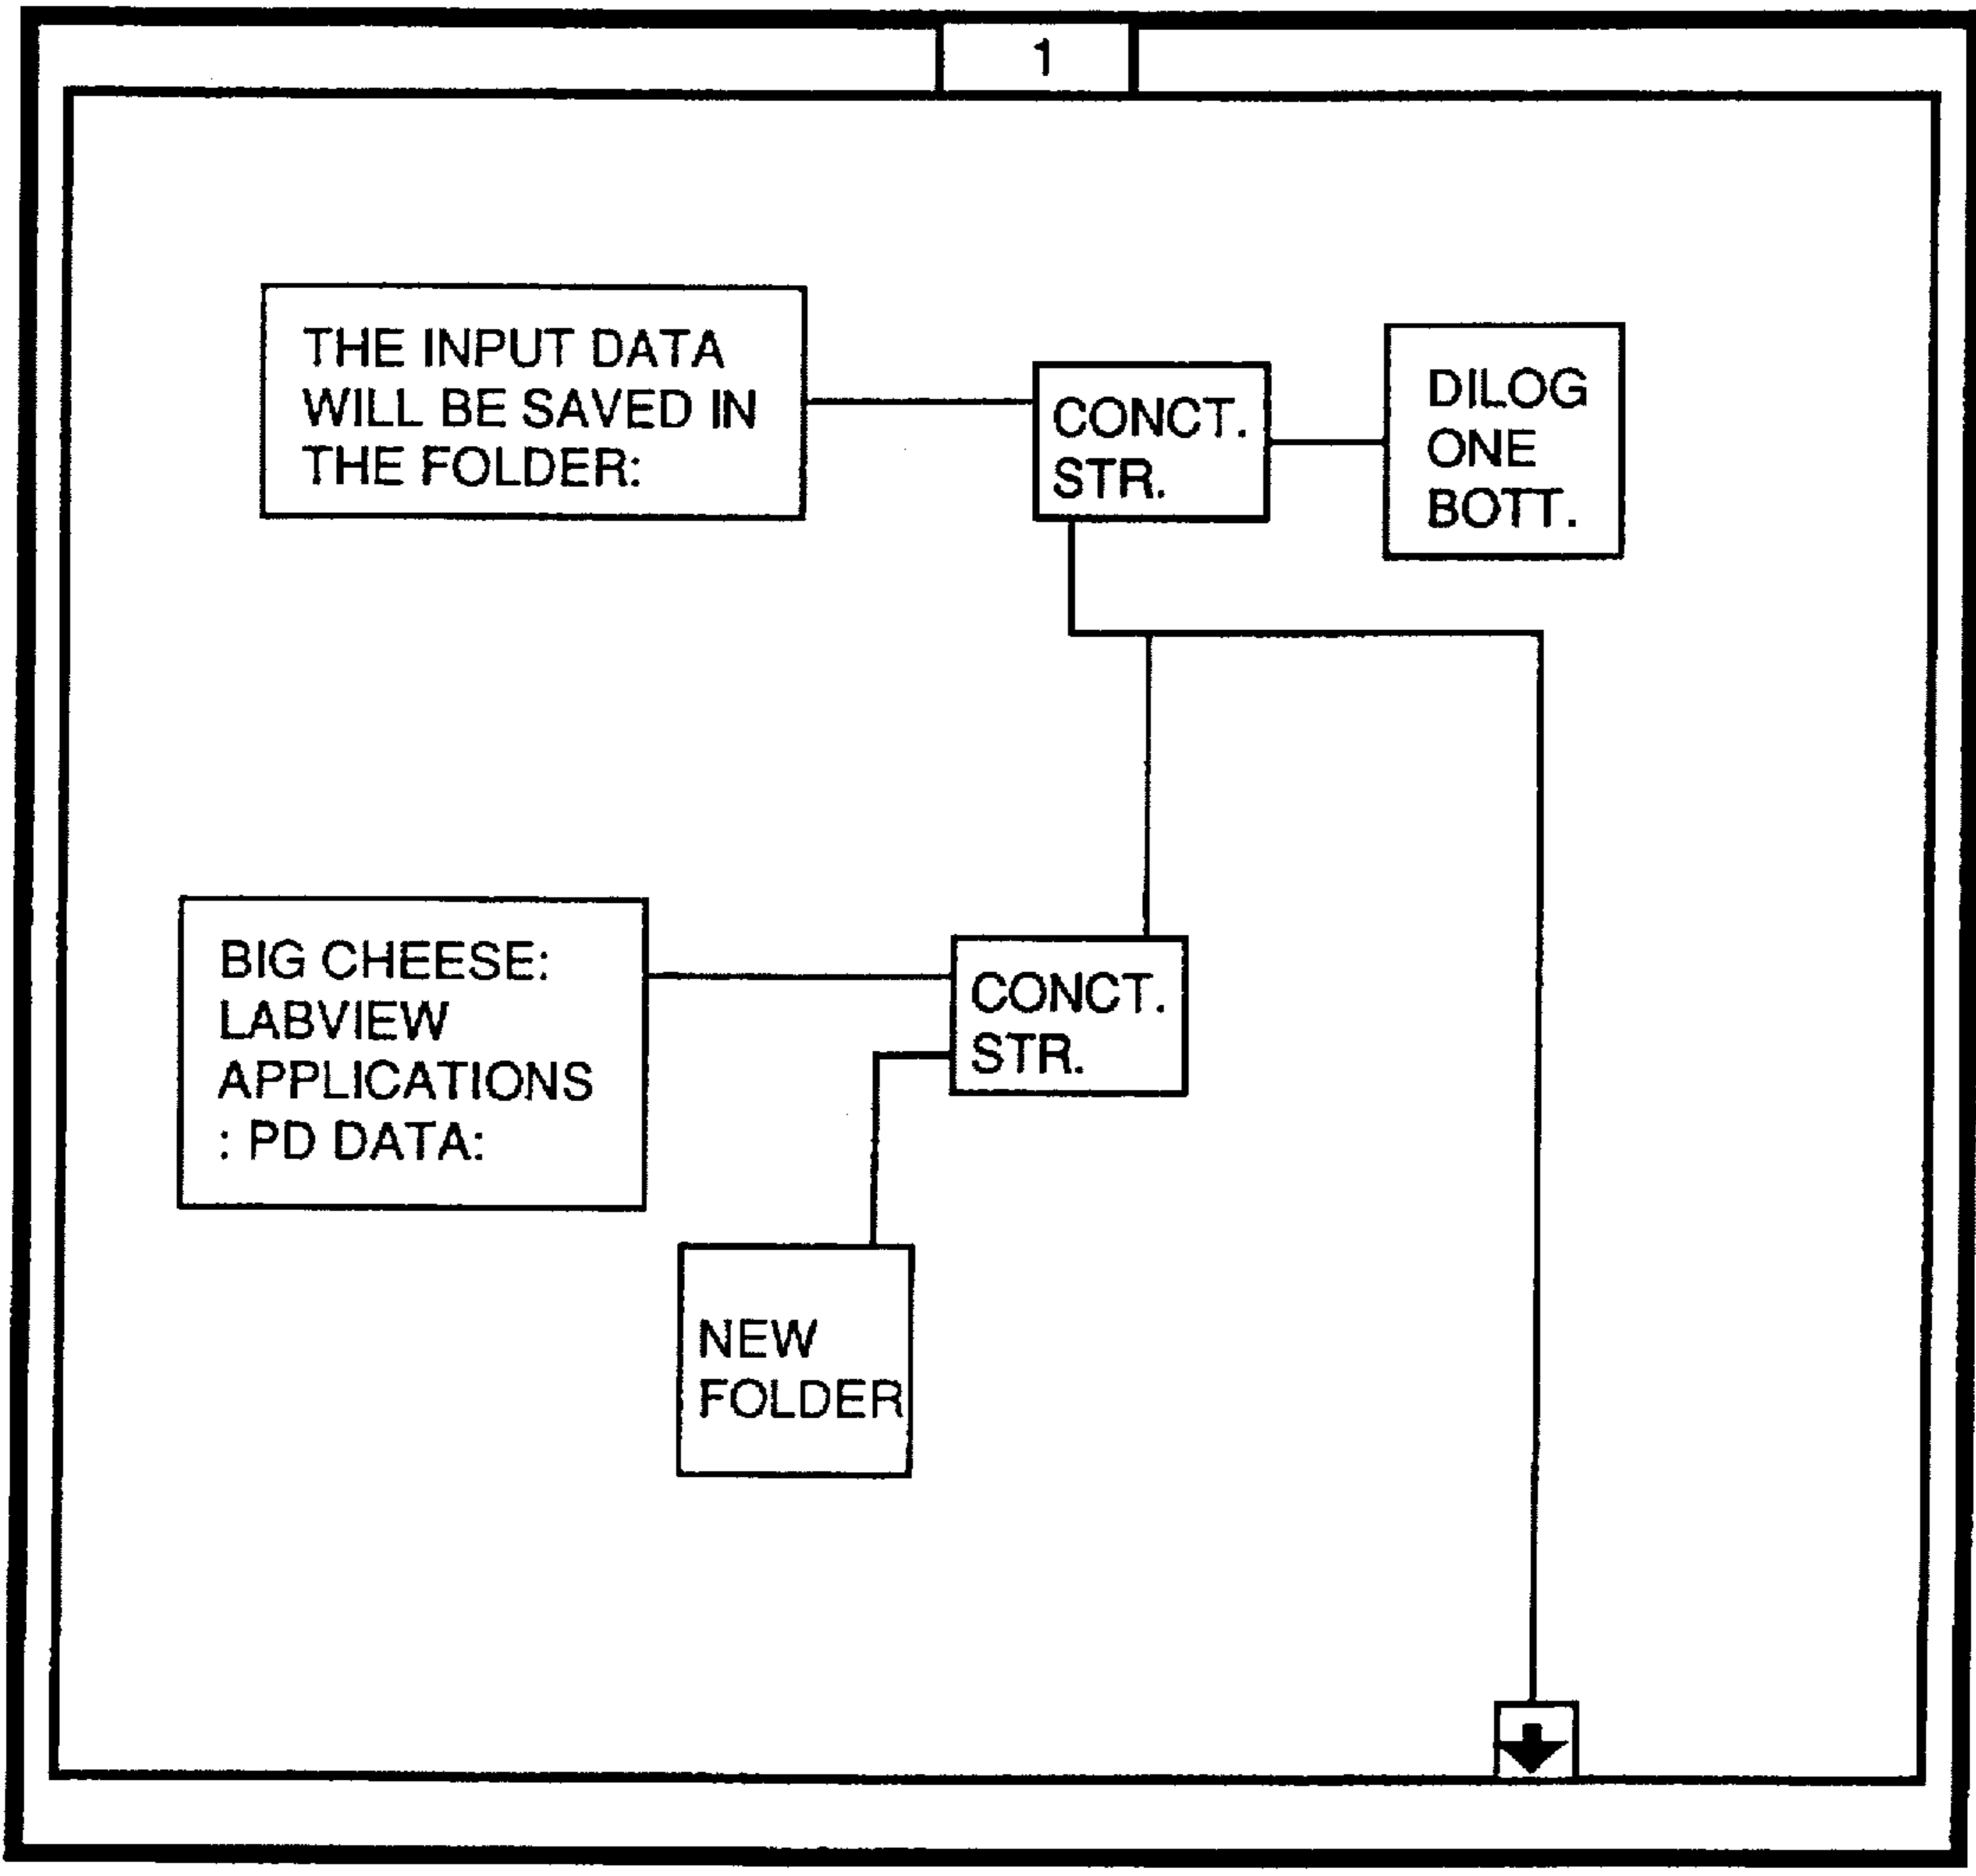 1
THE INPUT DATA
WILL BE SAVED IN
THE FOLDER:
CONCT.
STR.
DILOG
ONE
BOTT.
BIG CHEESE:
LABVIEW
APPLICATIONS
: PD DATA:
CONCT.
STR.
NEW
FOLDER